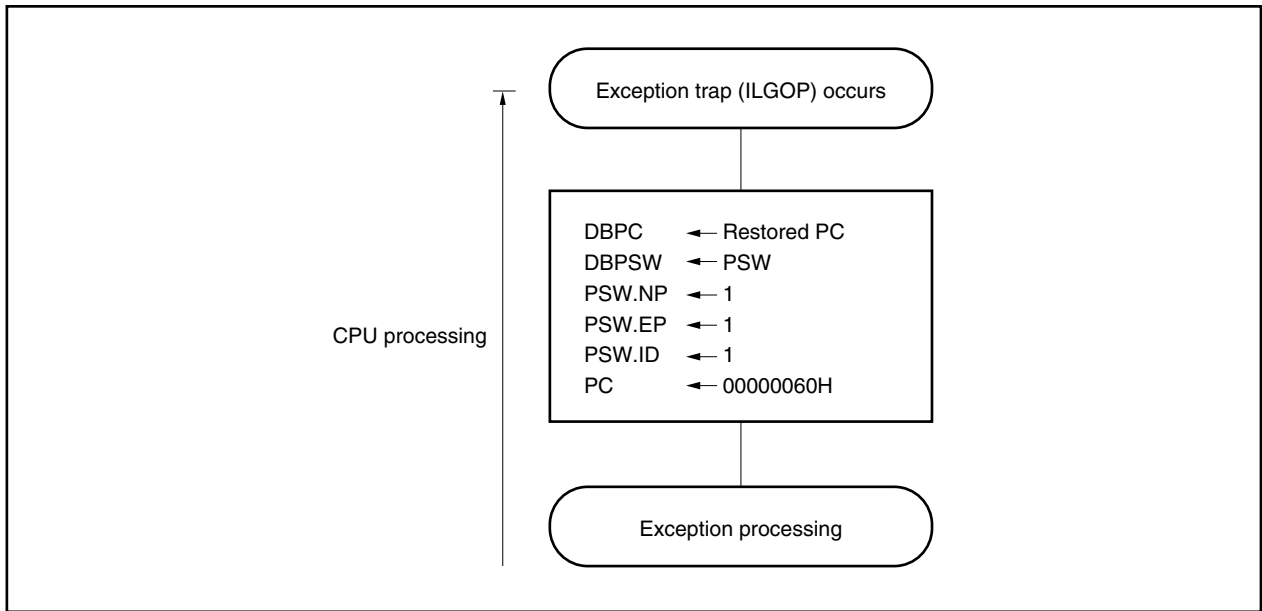 Exception trap (ILGOP) occurs
DBPC ← Restored PC
DBPSW ← PSW
PSW.NP ← 1
PSW.EP ← 1
PSW.ID ← 1
PC ← 00000060H
CPU processing
Exception processing